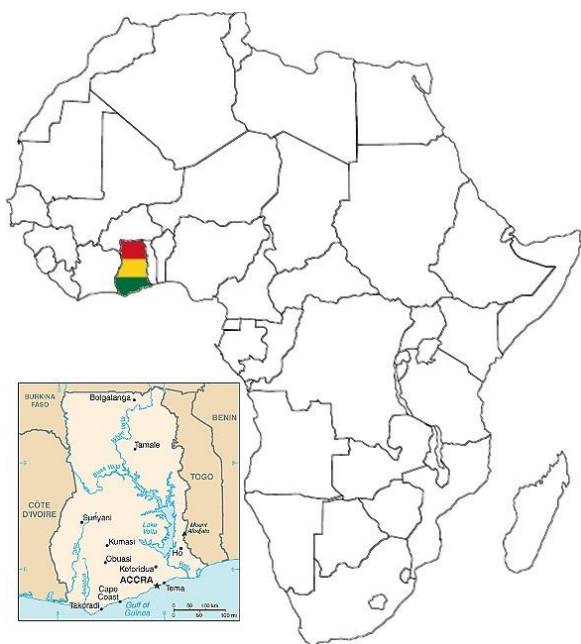 BURKINA
FASO
Bolgatanga
BENIN
White Volta
Tamale
Black Volta
TOGO
CÔTE
D'IVOIRE
Sunyani
Lake
Volta
Mount
Afadjato
Kumasi
Ho
Obuasi
Koforidua
ACCRA
Tema
Cape
Coast
Takoradi
Gulf of
Guinea
0 50 100 km
0 50 100 mi